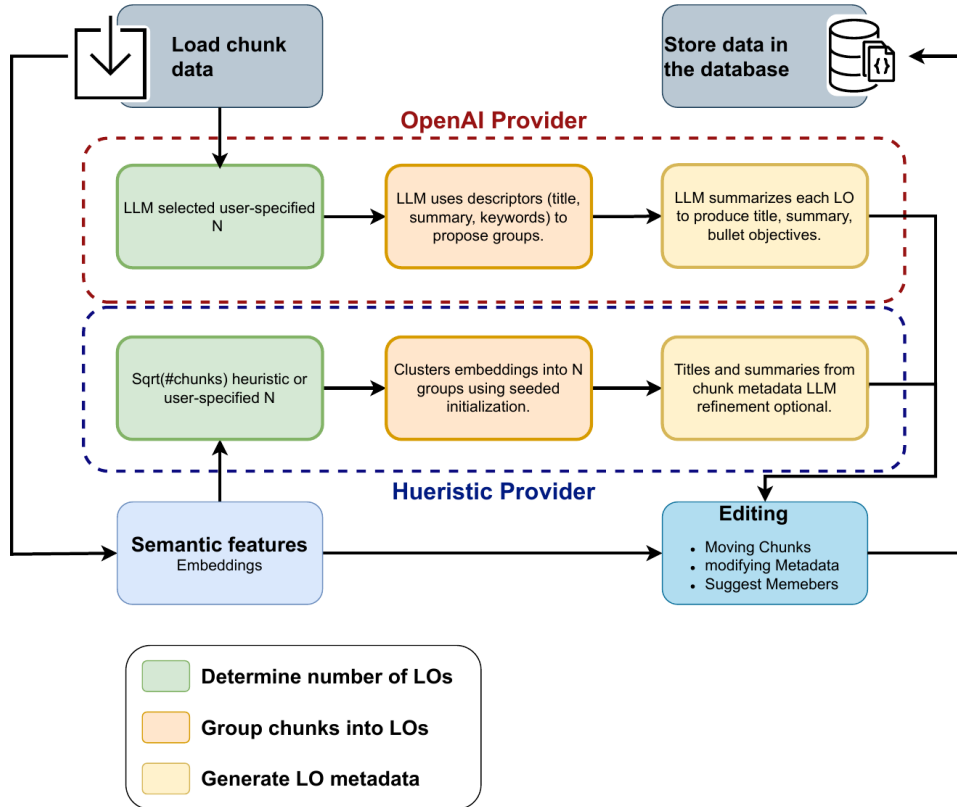 Load chunk
data
Store data in
the database
{}
OpenAI Provider
LLM selected user-specified
N
LLM uses descriptors (title,
summary, keywords) to
propose groups.
LLM summarizes each LO
to produce title, summary,
bullet objectives.
Sqrt(#chunks) heuristic or
user-specified N
Clusters embeddings into N
groups using seeded
initialization.
Titles and summaries from
chunk metadata LLM
refinement optional.
Hueristic Provider
Semantic features
Embeddings
Editing
• Moving Chunks
• modifying Metadata
• Suggest Memebers
Determine number of LOs
Group chunks into LOs
Generate LO metadata